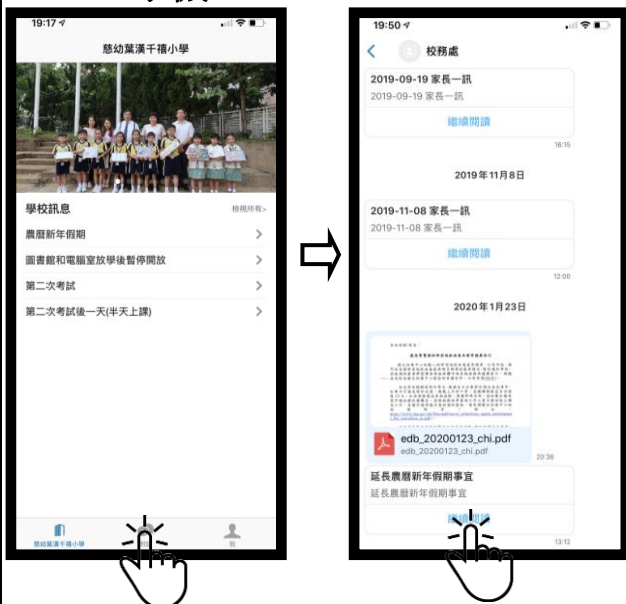 19:17
慈幼葉漢千禧小學
學校訊息
檢視所有>
農曆新年假期
圖書館和電腦室放學後暫停開放
第二次考試
第二次考試後一天(半天上課)
慈幼葉漢千禧小學
我
19:50
校務處
2019-09-19 家長一訊
2019-09-19 家長一訊
繼續閱讀
16:15
2019年11月8日
2019-11-08 家長一訊
2019-11-08 家長一訊
繼續閱讀
12:00
2020年1月23日
edb_20200123_chi.pdf
edb_20200123_chi.pdf
20:36
延長農曆新年假期事宜
延長農曆新年假期事宜
13:12